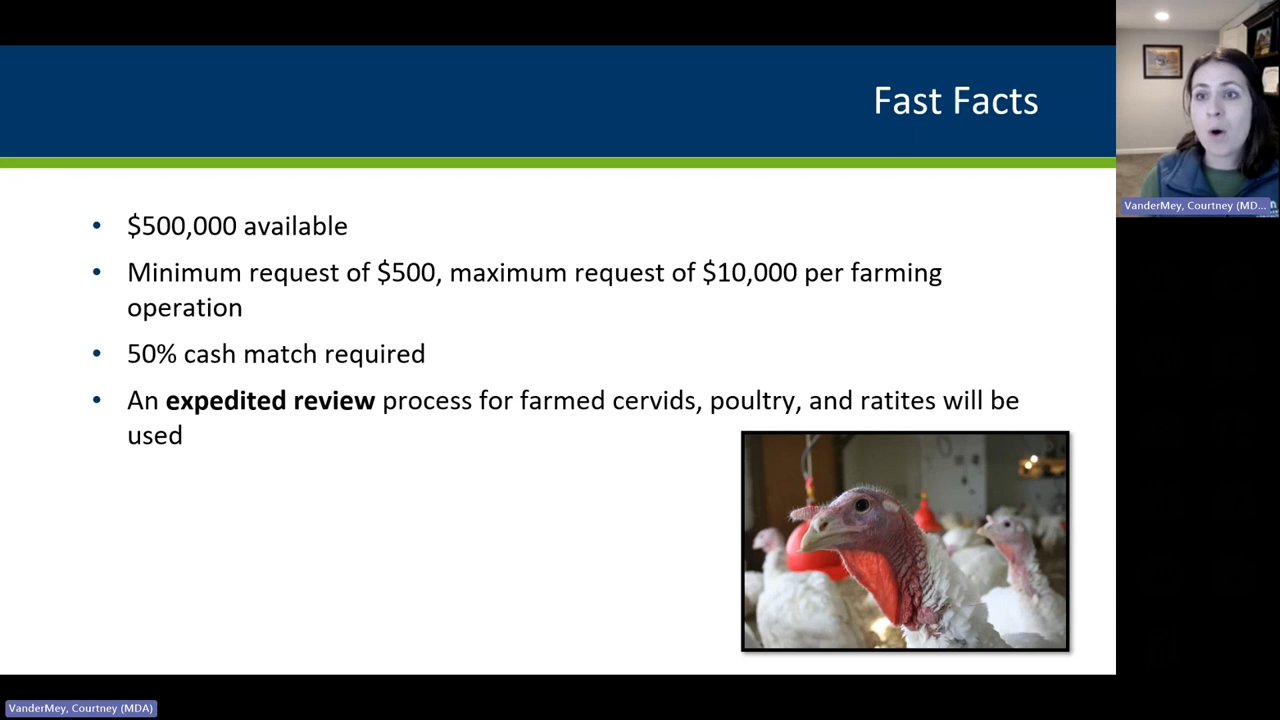 Fast Facts
• $500,000 available
• Minimum request of $500, maximum request of $10,000 per farming
operation
• 50% cash match required
• An expedited review process for farmed cervids, poultry, and ratites will be
used
VanderMey, Courtney (MD...
VanderMey, Courtney (MDA)